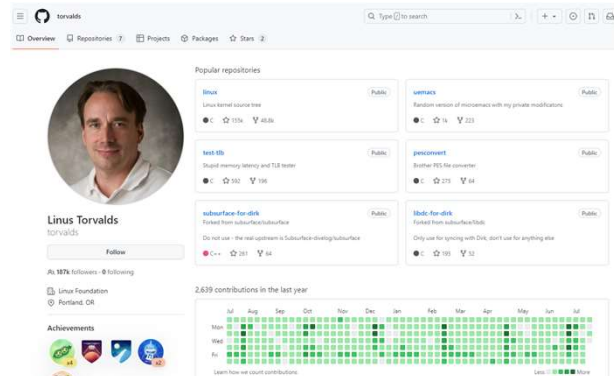 torvalds
Type / to search
Overview
Repositories 7
Projects
Packages
Stars 2
Popular repositories
linux
Public
Linux kernel source tree
C 155k 48.8k
uemacs
Public
Random version of microemacs with my private modificatons
C 1k 223
test-tlb
Public
Stupid memory latency and TLB tester
C 592 198
pesconvert
Public
Brother PES file converter
C 273 64
subsurface-for-dirk
Public
Forked from subsurface/subsurface
Do not use - the real upstream is Subsurface-divelog/subsurface
C++ 261 64
libdc-for-dirk
Public
Forked from subsurface/libdc
Only use for syncing with Dirk, don't use for anything else
C 195 52
Linus Torvalds
torvalds
Follow
187k followers · 0 following
Linux Foundation
Portland, OR
Achievements
x4
x2
2,639 contributions in the last year
Jul Aug Sep Oct Nov Dec Jan Feb Mar Apr May Jun Jul
Mon
Wed
Fri
Learn how we count contributions
Less More